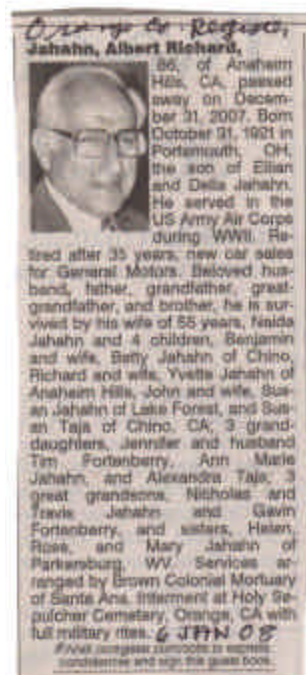 Orange Co Register,
Jahahn, Albert Richard,
86, of Anaheim
Hills, CA, passed
away on Decem-
ber 31, 2007. Born
October 31, 1921 in
Portsmouth, OH,
the son of
and Della Jahahn.
He served in the
US Army Air Corps
during WWII. Re-
tired after 35 years, new car sales
for General Motors. Beloved hus-
band, father, grandfather, great-
grandfather, and brother, he is sur-
vived by his wife of 55 years, Naida
Jahahn and 4 children, Benjamin
and wife, Betty Jahahn of Chino,
Richard and wife, Yvette Jahahn of
Anaheim Hills, John and wife, Sus-
an Jahahn of Lake Forest, and Sus-
an Taja of Chino, CA; 3 grand-
daughters, Jennifer and husband
Tim Fortenberry, Ann Marie
Jahahn, and Alexandra Taja, 3
great grandsons, Nicholas and
Travis Jahahn and Gavin
Fortenberry, and sisters, Helen,
Rose, and Mary Jahahn of
Parkersburg, WV. Services ar-
ranged by Brown Colonial Mortuary
of Santa Ana. Interment at Holy Se-
pulcher Cemetery, Orange, CA with
full military rites. 6 JAN 08
to express
condolences and sign the guest book.